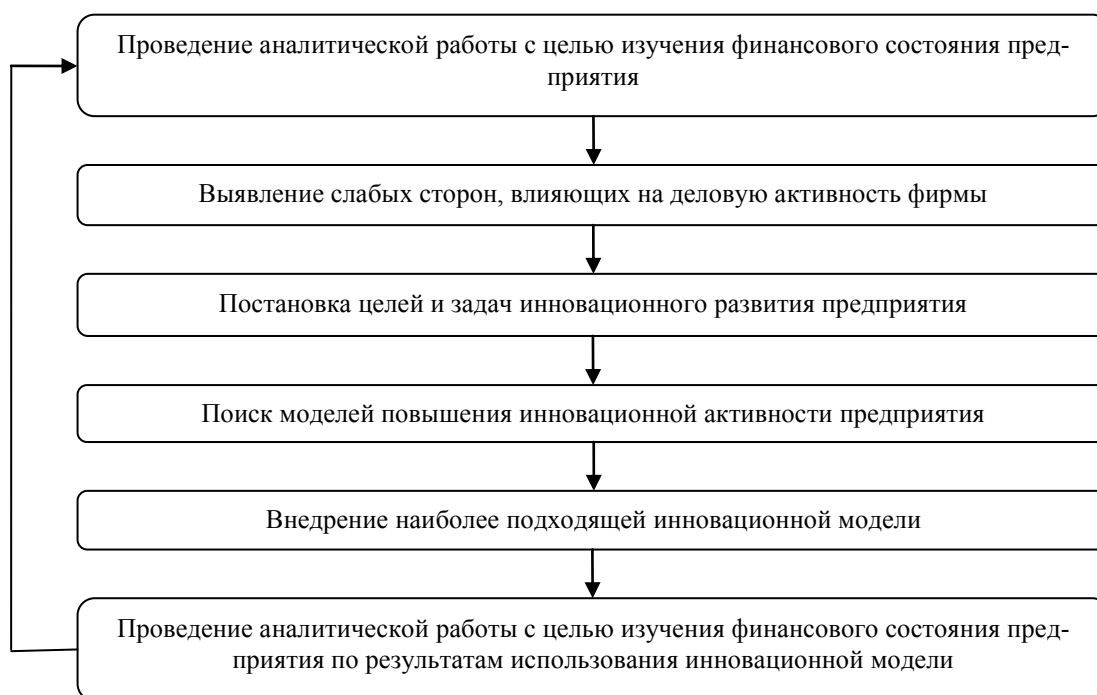 Проведение аналитической работы с целью изучения финансового состояния пред-
приятия
Выявление слабых сторон, влияющих на деловую активность фирмы
Постановка целей и задач инновационного развития предприятия
Поиск моделей повышения инновационной активности предприятия
Внедрение наиболее подходящей инновационной модели
Проведение аналитической работы с целью изучения финансового состояния пред-
приятия по результатам использования инновационной модели